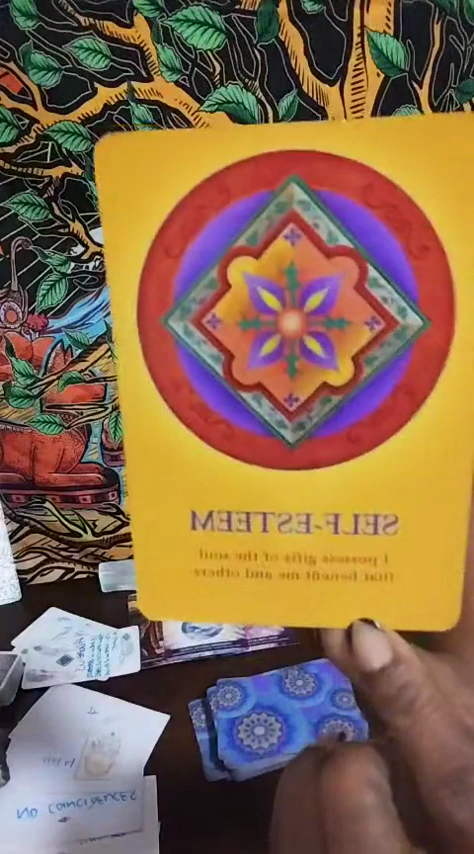 SELF-ESTEEM
I possess gifts of the soul
that benefit me and others
NO COINCIDENCES